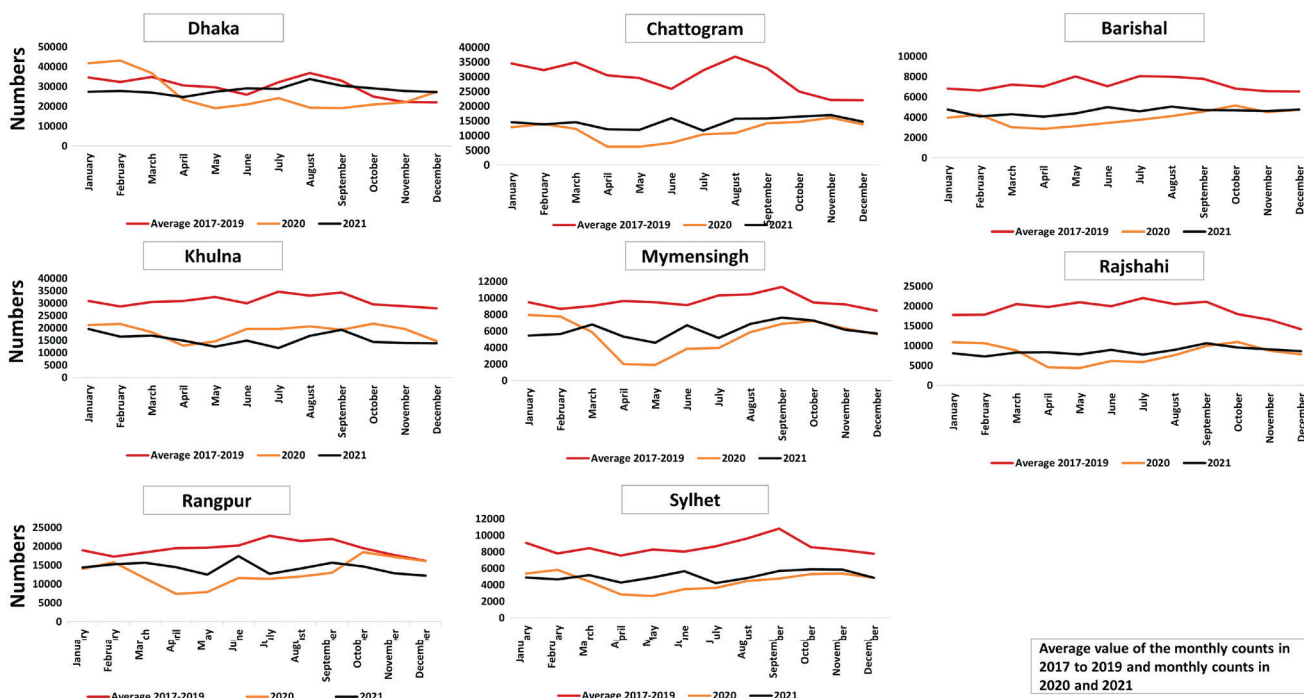 Dhaka
Numbers
50000
40000
30000
20000
10000
0
January
February
March
April
May
June
July
August
September
October
November
December
Average 2017-2019 2020 2021
Chattogram
40000
35000
30000
25000
20000
15000
10000
5000
0
January
February
March
April
May
June
July
August
September
October
November
December
Average 2017-2019 2020 2021
Barishal
10000
8000
6000
4000
2000
0
January
February
March
April
May
June
July
August
September
October
November
December
Average 2017-2019 2020 2021
Khulna
40000
35000
30000
25000
20000
15000
10000
5000
0
January
February
March
April
May
June
July
August
September
October
November
December
Average 2017-2019 2020 2021
Mymensingh
12000
10000
8000
6000
4000
2000
0
January
February
March
April
May
June
July
August
September
October
November
December
Average 2017-2019 2020 2021
Rajshahi
25000
20000
15000
10000
5000
0
January
February
March
April
May
June
July
August
September
October
November
December
Average 2017-2019 2020 2021
Rangpur
Numbers
25000
20000
15000
10000
5000
0
January
February
March
April
May
June
July
August
September
October
November
December
Average 2017-2019 2020 2021
Sylhet
12000
10000
8000
6000
4000
2000
0
January
February
March
April
May
June
July
August
September
October
November
December
Average 2017-2019 2020 2021
Average value of the monthly counts in
2017 to 2019 and monthly counts in
2020 and 2021